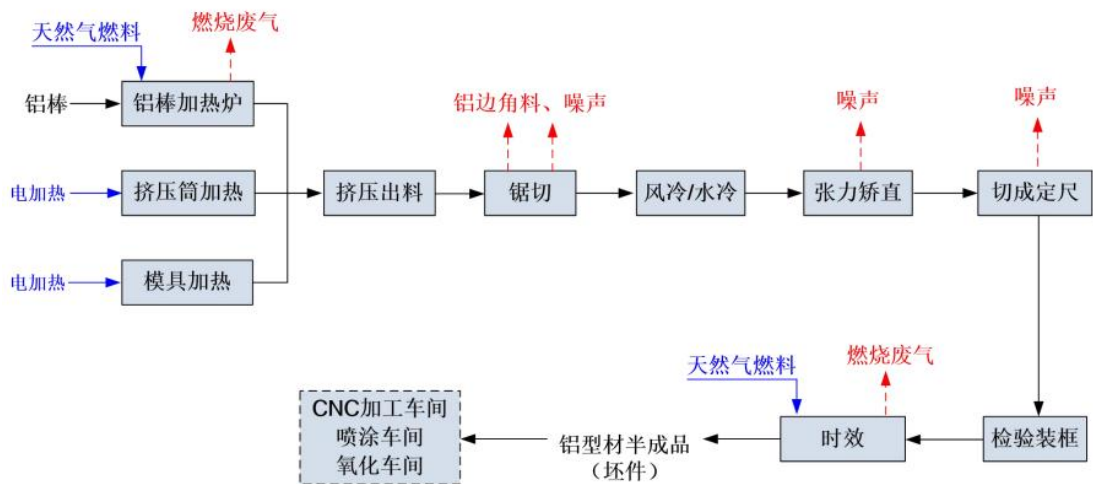 天然气燃料
燃烧废气
铝棒
铝棒加热炉
铝边角料、噪声
噪声
噪声
电加热
挤压筒加热
挤压出料
锯切
风冷/水冷
张力矫直
切成定尺
电加热
模具加热
天然气燃料
燃烧废气
CNC加工车间
喷涂车间
氧化车间
铝型材半成品
（坯件）
时效
检验装框